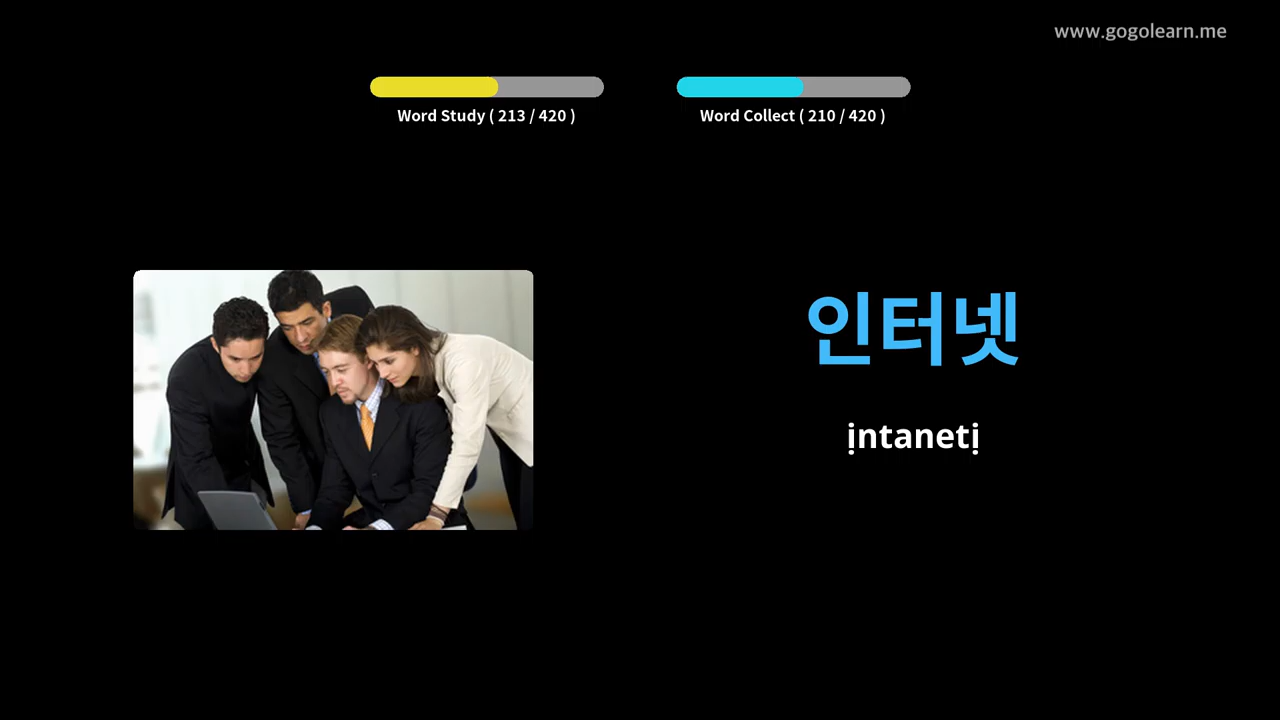 www.gogolearn.me
Word Study ( 213 / 420 )
Word Collect ( 210 / 420 )
인터넷
ịntanetị